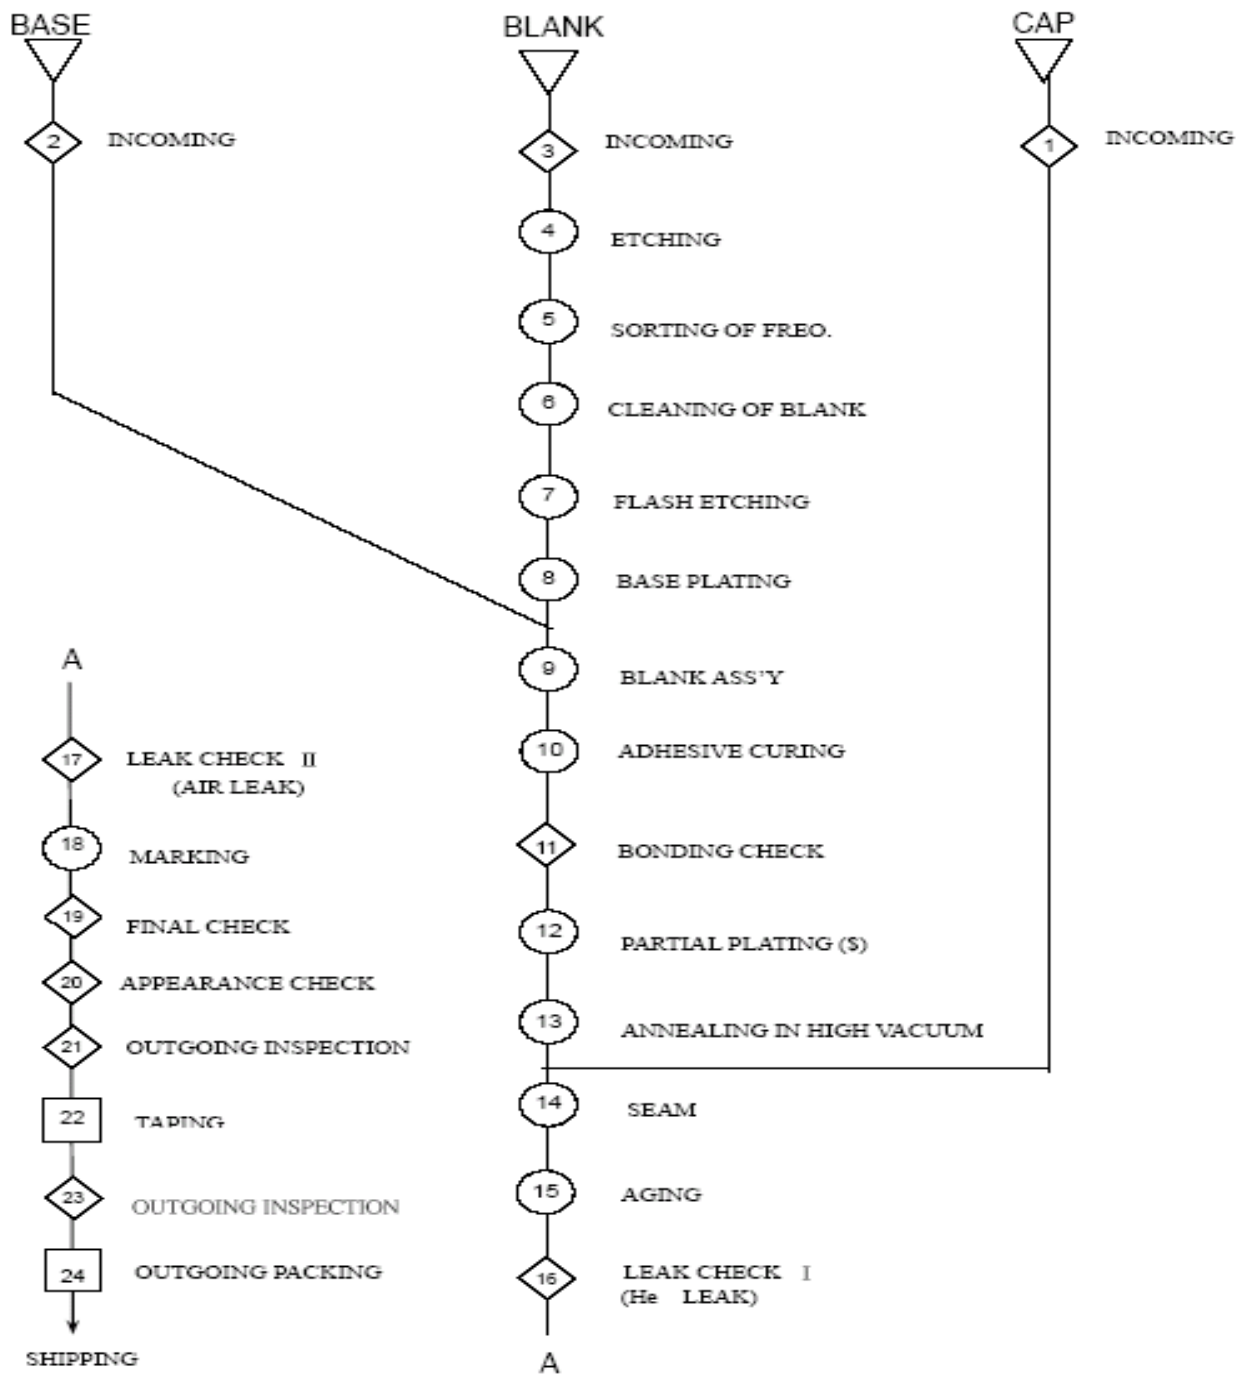 BASE
BLANK
CAP
2 INCOMING
3 INCOMING
1 INCOMING
4 ETCHING
5 SORTING OF FREO.
6 CLEANING OF BLANK
7 FLASH ETCHING
8 BASE PLATING
9 BLANK ASS'Y
10 ADHESIVE CURING
11 BONDING CHECK
12 PARTIAL PLATING ($)
13 ANNEALING IN HIGH VACUUM
14 SEAM
15 AGING
16 LEAK CHECK I
(He LEAK)
A
A
17 LEAK CHECK II
(AIR LEAK)
18 MARKING
19 FINAL CHECK
20 APPEARANCE CHECK
21 OUTGOING INSPECTION
22 TAPING
23 OUTGOING INSPECTION
24 OUTGOING PACKING
SHIPPING